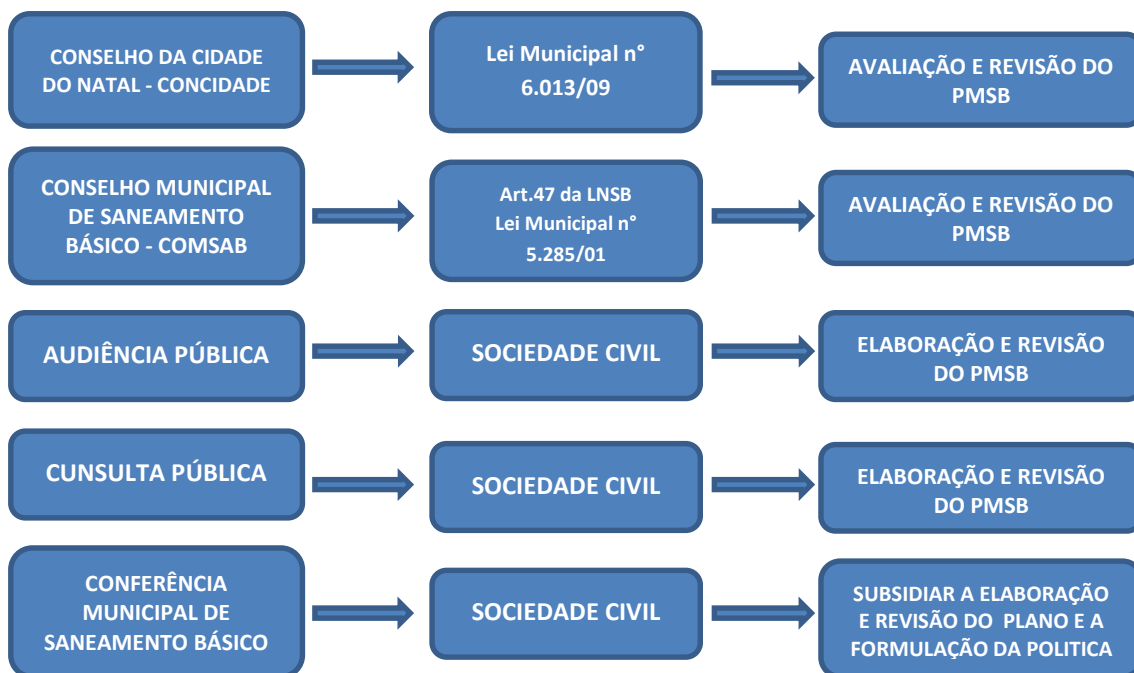 CONSELHO DA CIDADE
DO NATAL - CONCIDADE
Lei Municipal n°
6.013/09
AVALIAÇÃO E REVISÃO DO
PMSB
CONSELHO MUNICIPAL
DE SANEAMENTO
BÁSICO - COMSAB
Art.47 da LNSB
Lei Municipal n°
5.285/01
AVALIAÇÃO E REVISÃO DO
PMSB
AUDIÊNCIA PÚBLICA
SOCIEDADE CIVIL
ELABORAÇÃO E REVISÃO
DO PMSB
CUNSULTA PÚBLICA
SOCIEDADE CIVIL
ELABORAÇÃO E REVISÃO
DO PMSB
CONFERÊNCIA
MUNICIPAL DE
SANEAMENTO BÁSICO
SOCIEDADE CIVIL
SUBSIDIAR A ELABORAÇÃO
E REVISÃO DO PLANO E A
FORMULAÇÃO DA POLITICA